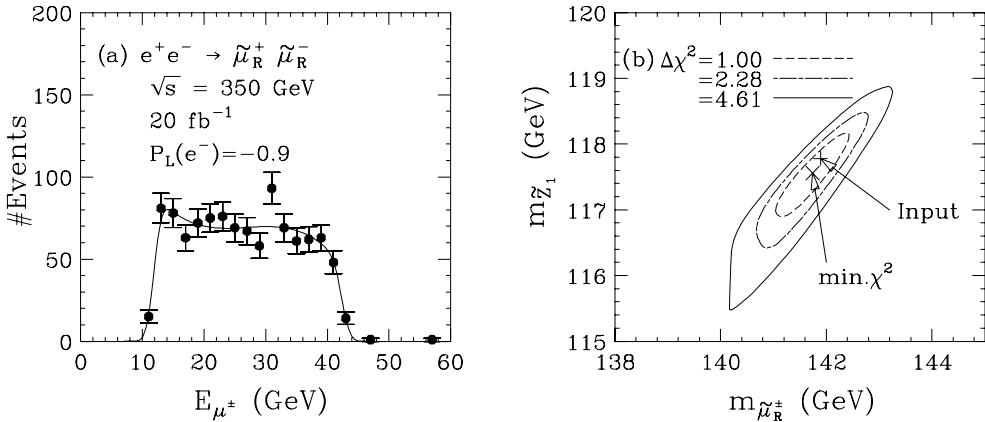 (a) e⁺e⁻ → μ̃_R⁺ μ̃_R⁻
√s = 350 GeV
20 fb⁻¹
P_L(e⁻)=−0.9
#Events
200
150
100
50
0
0 10 20 30 40 50 60
E_μ± (GeV)
(b) Δχ²=1.00
=2.28
=4.61
Input
min.χ²
m_Z̃₁ (GeV)
120
119
118
117
116
115
138 140 142 144
m_μ̃_R± (GeV)